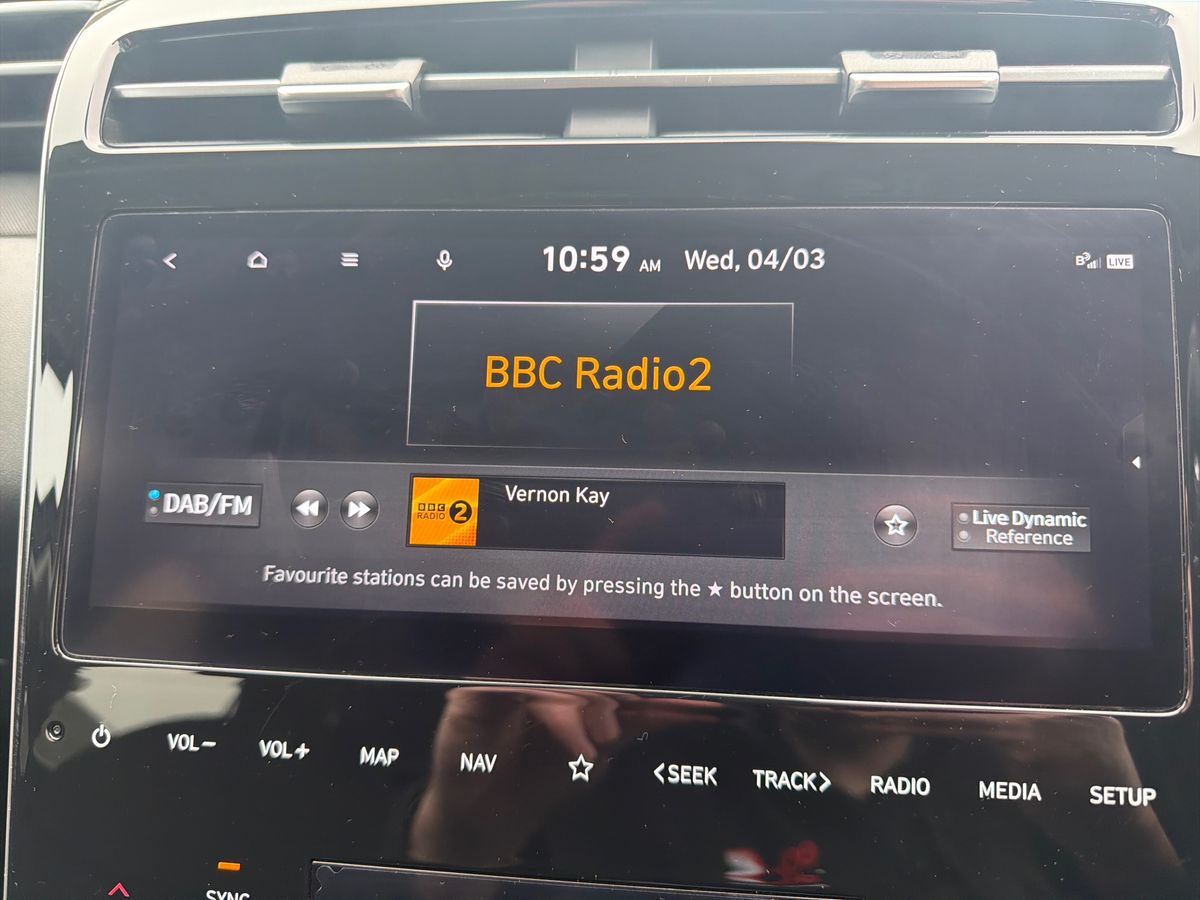 10:59 AM Wed, 04/03
B LIVE
BBC Radio2
DAB/FM
BBC RADIO 2
Vernon Kay
Live Dynamic
Reference
Favourite stations can be saved by pressing the ★ button on the screen.
VOL− VOL+ MAP NAV ☆ <SEEK TRACK> RADIO MEDIA SETUP
SYNC